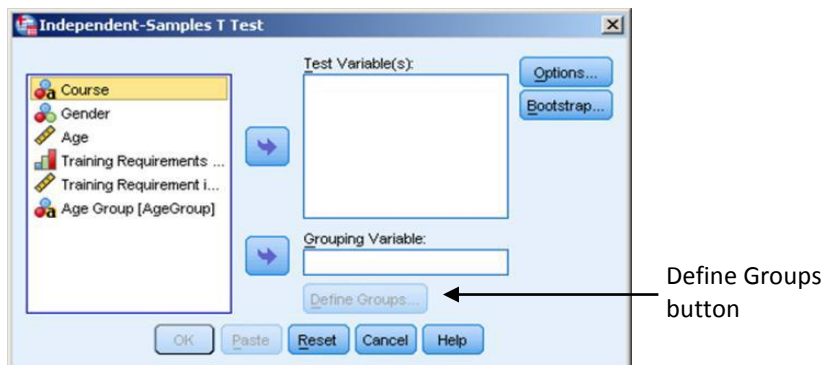 Independent-Samples T Test
Test Variable(s):
Course
Gender
Age
Training Requirements ...
Training Requirement i...
Age Group [AgeGroup]
Options...
Bootstrap...
Grouping Variable:
Define Groups...
OK Paste Reset Cancel Help
Define Groups
button